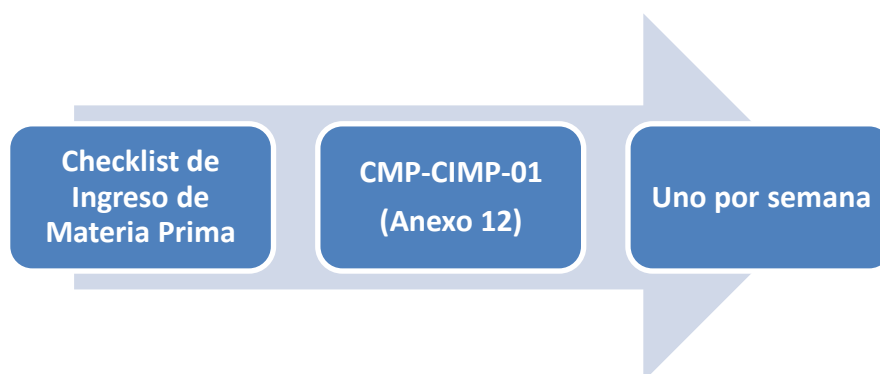 Checklist de
Ingreso de
Materia Prima
CMP-CIMP-01
(Anexo 12)
Uno por semana